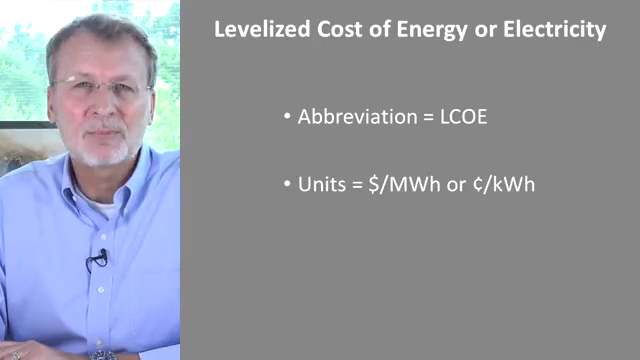 Levelized Cost of Energy or Electricity
• Abbreviation = LCOE
• Units = $/MWh or ¢/kWh